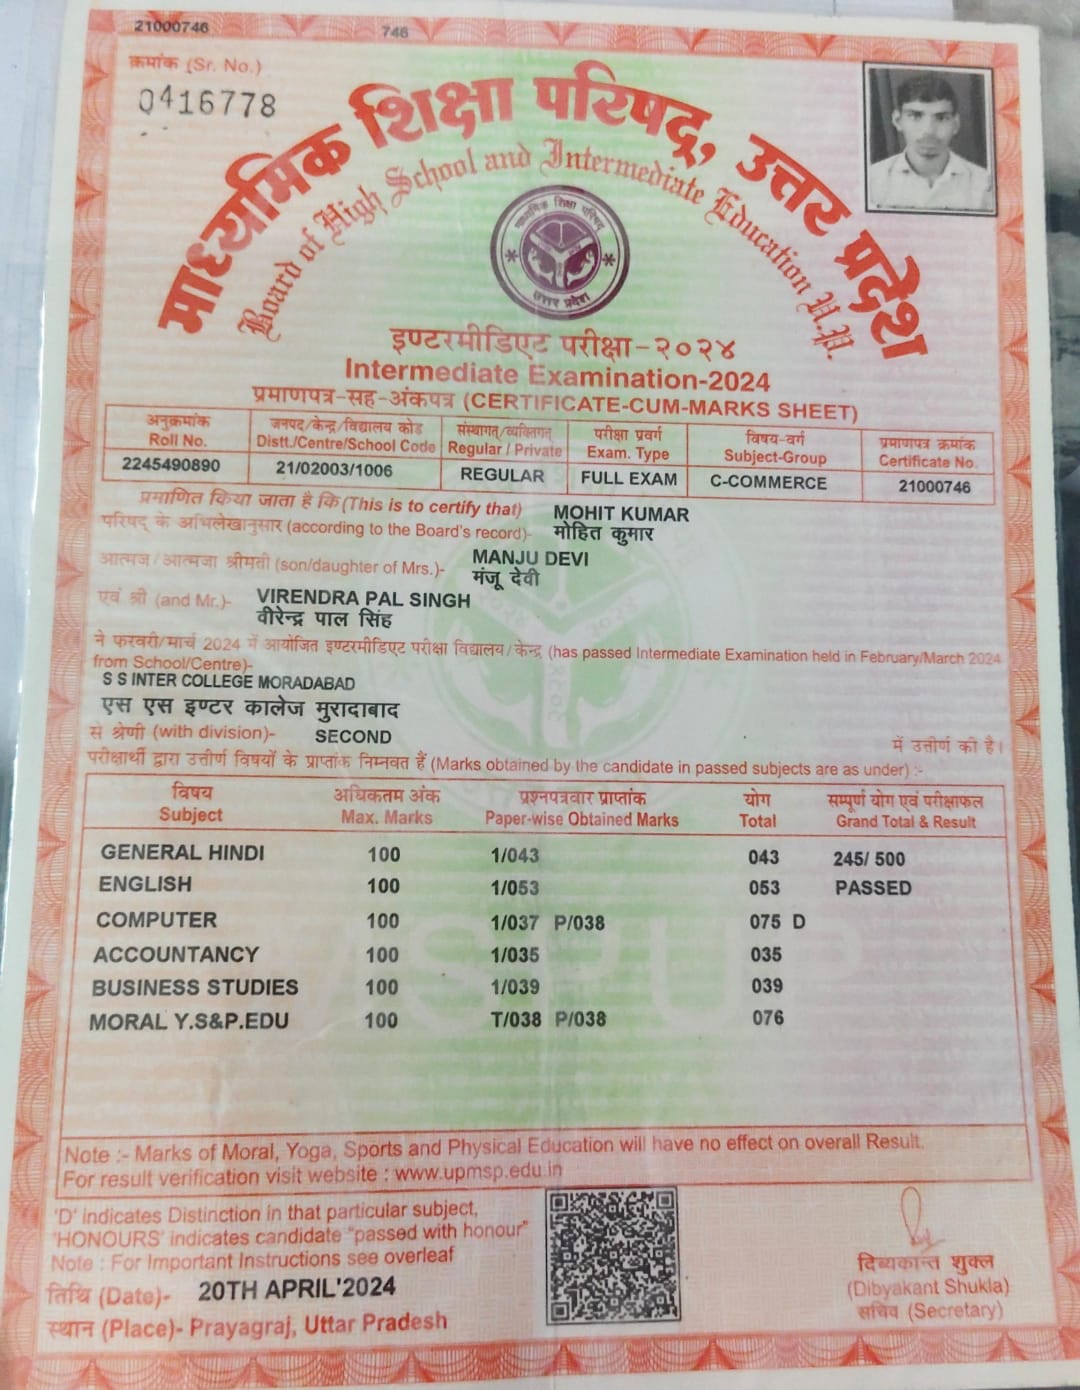 21000746 746
क्रमांक (Sr. No.)
0416778
माध्यमिक शिक्षा परिषद्, उत्तर प्रदेश
Board of High School and Intermediate Education U.P.
माध्यमिक शिक्षा परिषद
उत्तर प्रदेश
इण्टरमीडिएट परीक्षा-२०२४
Intermediate Examination-2024
प्रमाणपत्र-सह-अंकपत्र (CERTIFICATE-CUM-MARKS SHEET)
अनुक्रमांक जनपद/केन्द्र/विद्यालय कोड संस्थागत/व्यक्तिगत परीक्षा प्रवर्ग विषय-वर्ग प्रमाणपत्र क्रमांक
Roll No. Distt./Centre/School Code Regular / Private Exam. Type Subject-Group Certificate No.
2245490890 21/02003/1006 REGULAR FULL EXAM C-COMMERCE 21000746
प्रमाणित किया जाता है कि (This is to certify that) MOHIT KUMAR
परिषद् के अभिलेखानुसार (according to the Board's record)- मोहित कुमार
आत्मज/आत्मजा श्रीमती (son/daughter of Mrs.)- MANJU DEVI
मंजू देवी
एवं श्री (and Mr.)- VIRENDRA PAL SINGH
वीरेन्द्र पाल सिंह
ने फरवरी/मार्च 2024 में आयोजित इण्टरमीडिएट परीक्षा विद्यालय/केन्द्र (has passed Intermediate Examination held in February/March 2024
from School/Centre)-
S S INTER COLLEGE MORADABAD
एस एस इण्टर कालेज मुरादाबाद
से श्रेणी (with division)- SECOND में उत्तीर्ण की है।
परीक्षार्थी द्वारा उत्तीर्ण विषयों के प्राप्तांक निम्नवत हैं (Marks obtained by the candidate in passed subjects are as under) :-
विषय अधिकतम अंक प्रश्नपत्रवार प्राप्तांक योग सम्पूर्ण योग एवं परीक्षाफल
Subject Max. Marks Paper-wise Obtained Marks Total Grand Total & Result
GENERAL HINDI 100 1/043 043 245/ 500
ENGLISH 100 1/053 053 PASSED
COMPUTER 100 1/037 P/038 075 D
ACCOUNTANCY 100 1/035 035
BUSINESS STUDIES 100 1/039 039
MORAL Y.S&P.EDU 100 T/038 P/038 076
Note :- Marks of Moral, Yoga, Sports and Physical Education will have no effect on overall Result.
For result verification visit website : www.upmsp.edu.in
'D' indicates Distinction in that particular subject,
'HONOURS' indicates candidate "passed with honour"
Note : For Important Instructions see overleaf
तिथि (Date)- 20TH APRIL'2024
स्थान (Place)- Prayagraj, Uttar Pradesh
दिब्यकान्त शुक्ल
(Dibyakant Shukla)
सचिव (Secretary)